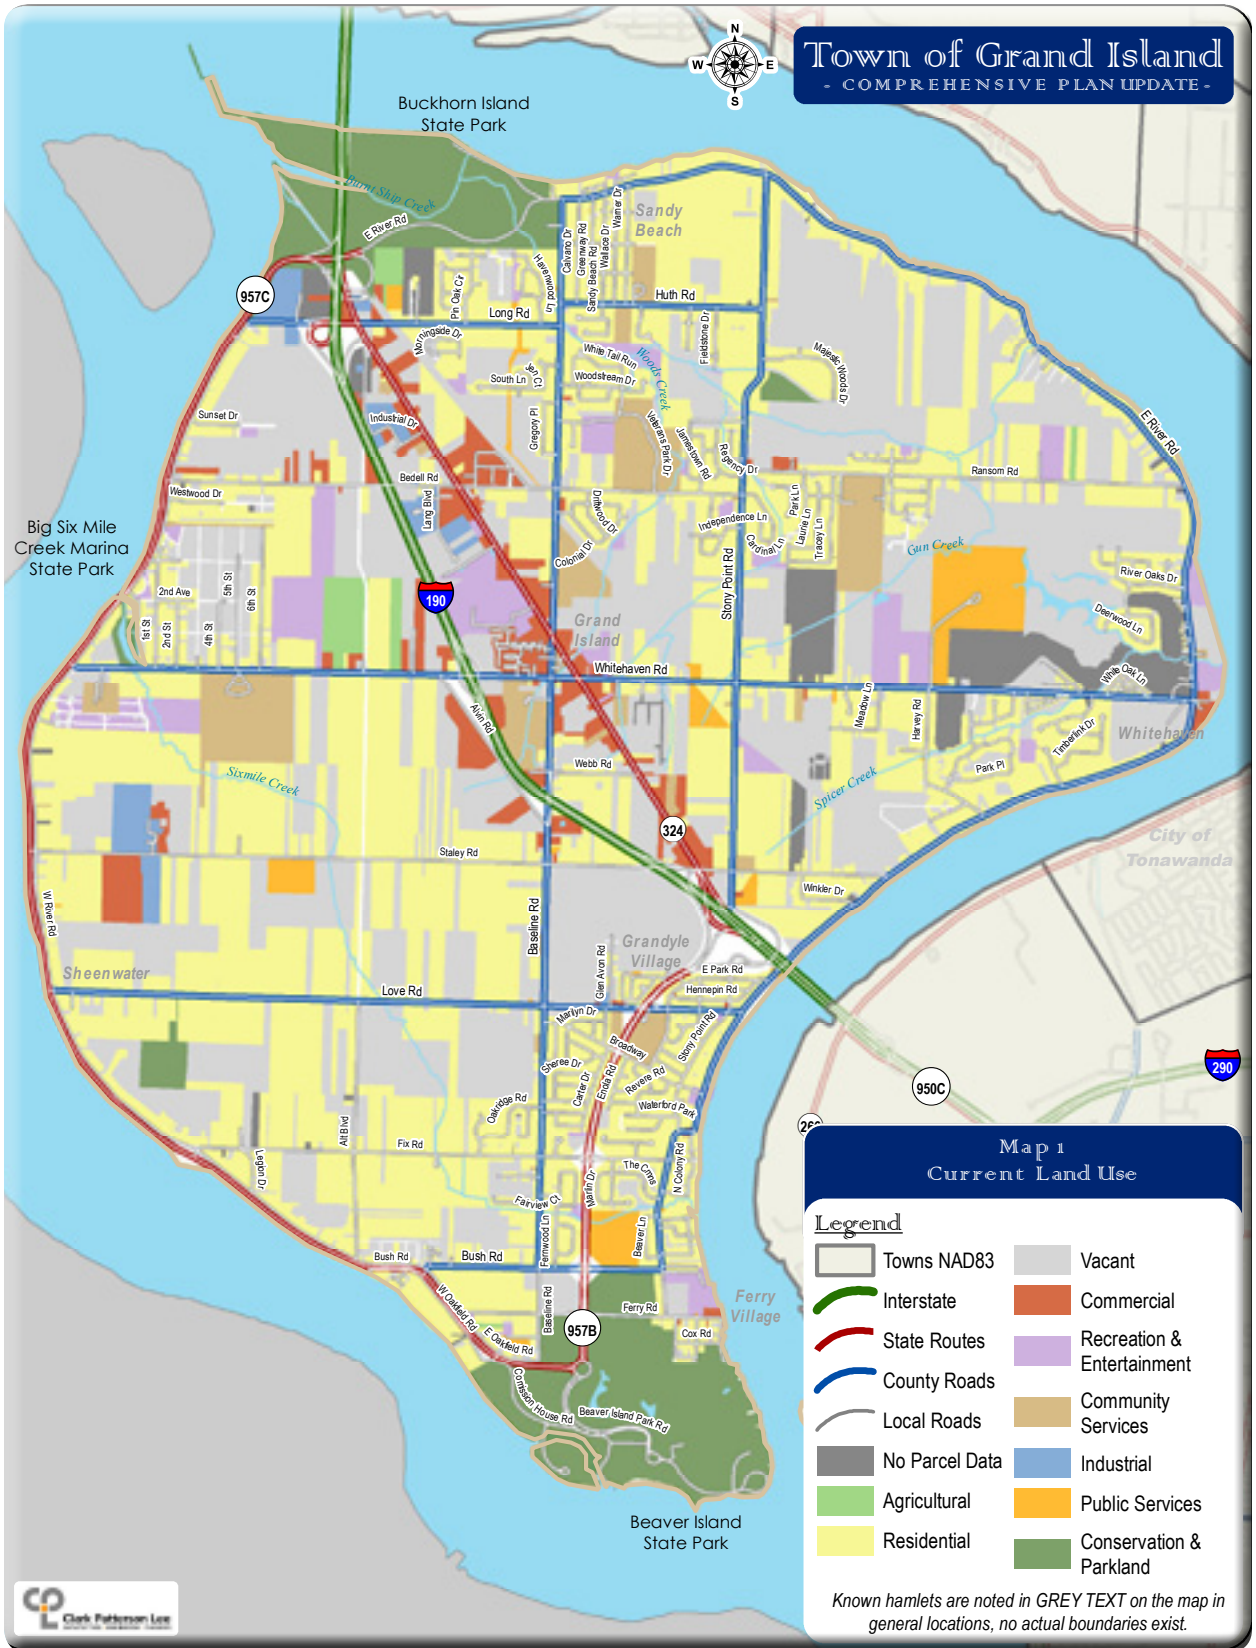 N
W E
S
Town of Grand Island
- COMPREHENSIVE PLAN UPDATE -
Buckhorn Island
State Park
Burnt Ship Creek
E River Rd
Sandy
Beach
Warner Dr
Calvano Dr
Greenway Rd
Sandy Beach Rd
Wallace Dr
Havenwood Ln
957C
Pin Oak Cir
Long Rd
Huth Rd
Morningside Dr
Fieldstone Dr
White Tail Run
Woods Creek
Woodstream Dr
South Ln
Jen Ct
Majestic Woods Dr
Sunset Dr
Industrial Dr
Gregory Pl
Veterans Park Dr
Jamestown Rd
Regency Dr
E River Rd
Ransom Rd
Bedell Rd
Westwood Dr
Lang Blvd
Driftwood Dr
Independence Ln
Park Ln
Laurie Ln
Tracey Ln
Cardinal Ln
Big Six Mile
Creek Marina
State Park
Colonial Dr
Gun Creek
River Oaks Dr
Stony Point Rd
2nd Ave
5th St
6th St
190
Deerwood Ln
1st St
2nd St
4th St
Grand
Island
Whitehaven Rd
White Oak Ln
Meadow Ln
Harvey Rd
Alvin Rd
Timberlink Dr
Whitehaven
Webb Rd
Park Pl
Sixmile Creek
Spicer Creek
324
City of
Tonawanda
Staley Rd
Winkler Dr
W River Rd
Baseline Rd
Grandyle
Village
Glen Avon Rd
Sheenwater
E Park Rd
Hennepin Rd
Love Rd
Marilyn Dr
Stony Point Rd
Broadway
Sheree Dr
Carter Dr
Enola Rd
Revere Rd
290
950C
Oakridge Rd
Waterford Park
Alt Blvd
Fix Rd
Legion Dr
The Cmns
N Colony Rd
Marlin Dr
Fairview Ct
Fernwood Ln
Beaver Ln
Bush Rd
Bush Rd
W Oakfield Rd
Baseline Rd
Ferry Rd
Ferry
Village
957B
E Oakfield Rd
Cox Rd
Comission House Rd
Beaver Island Park Rd
Beaver Island
State Park
Map 1
Current Land Use
Legend
Towns NAD83
Interstate
State Routes
County Roads
Local Roads
No Parcel Data
Agricultural
Residential
Vacant
Commercial
Recreation &
Entertainment
Community
Services
Industrial
Public Services
Conservation &
Parkland
Known hamlets are noted in GREY TEXT on the map in
general locations, no actual boundaries exist.
CPL
Clark Patterson Lee